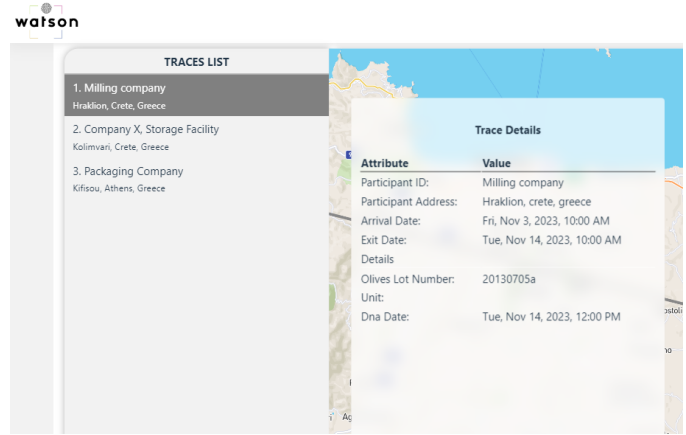 watson
TRACES LIST
1. Milling company
Hraklion, Crete, Greece
2. Company X, Storage Facility
Kolimvari, Crete, Greece
3. Packaging Company
Kifisou, Athens, Greece
Trace Details
Attribute Value
Participant ID: Milling company
Participant Address: Hraklion, crete, greece
Arrival Date: Fri, Nov 3, 2023, 10:00 AM
Exit Date: Tue, Nov 14, 2023, 10:00 AM
Details
Olives Lot Number: 20130705a
Unit:
Dna Date: Tue, Nov 14, 2023, 12:00 PM